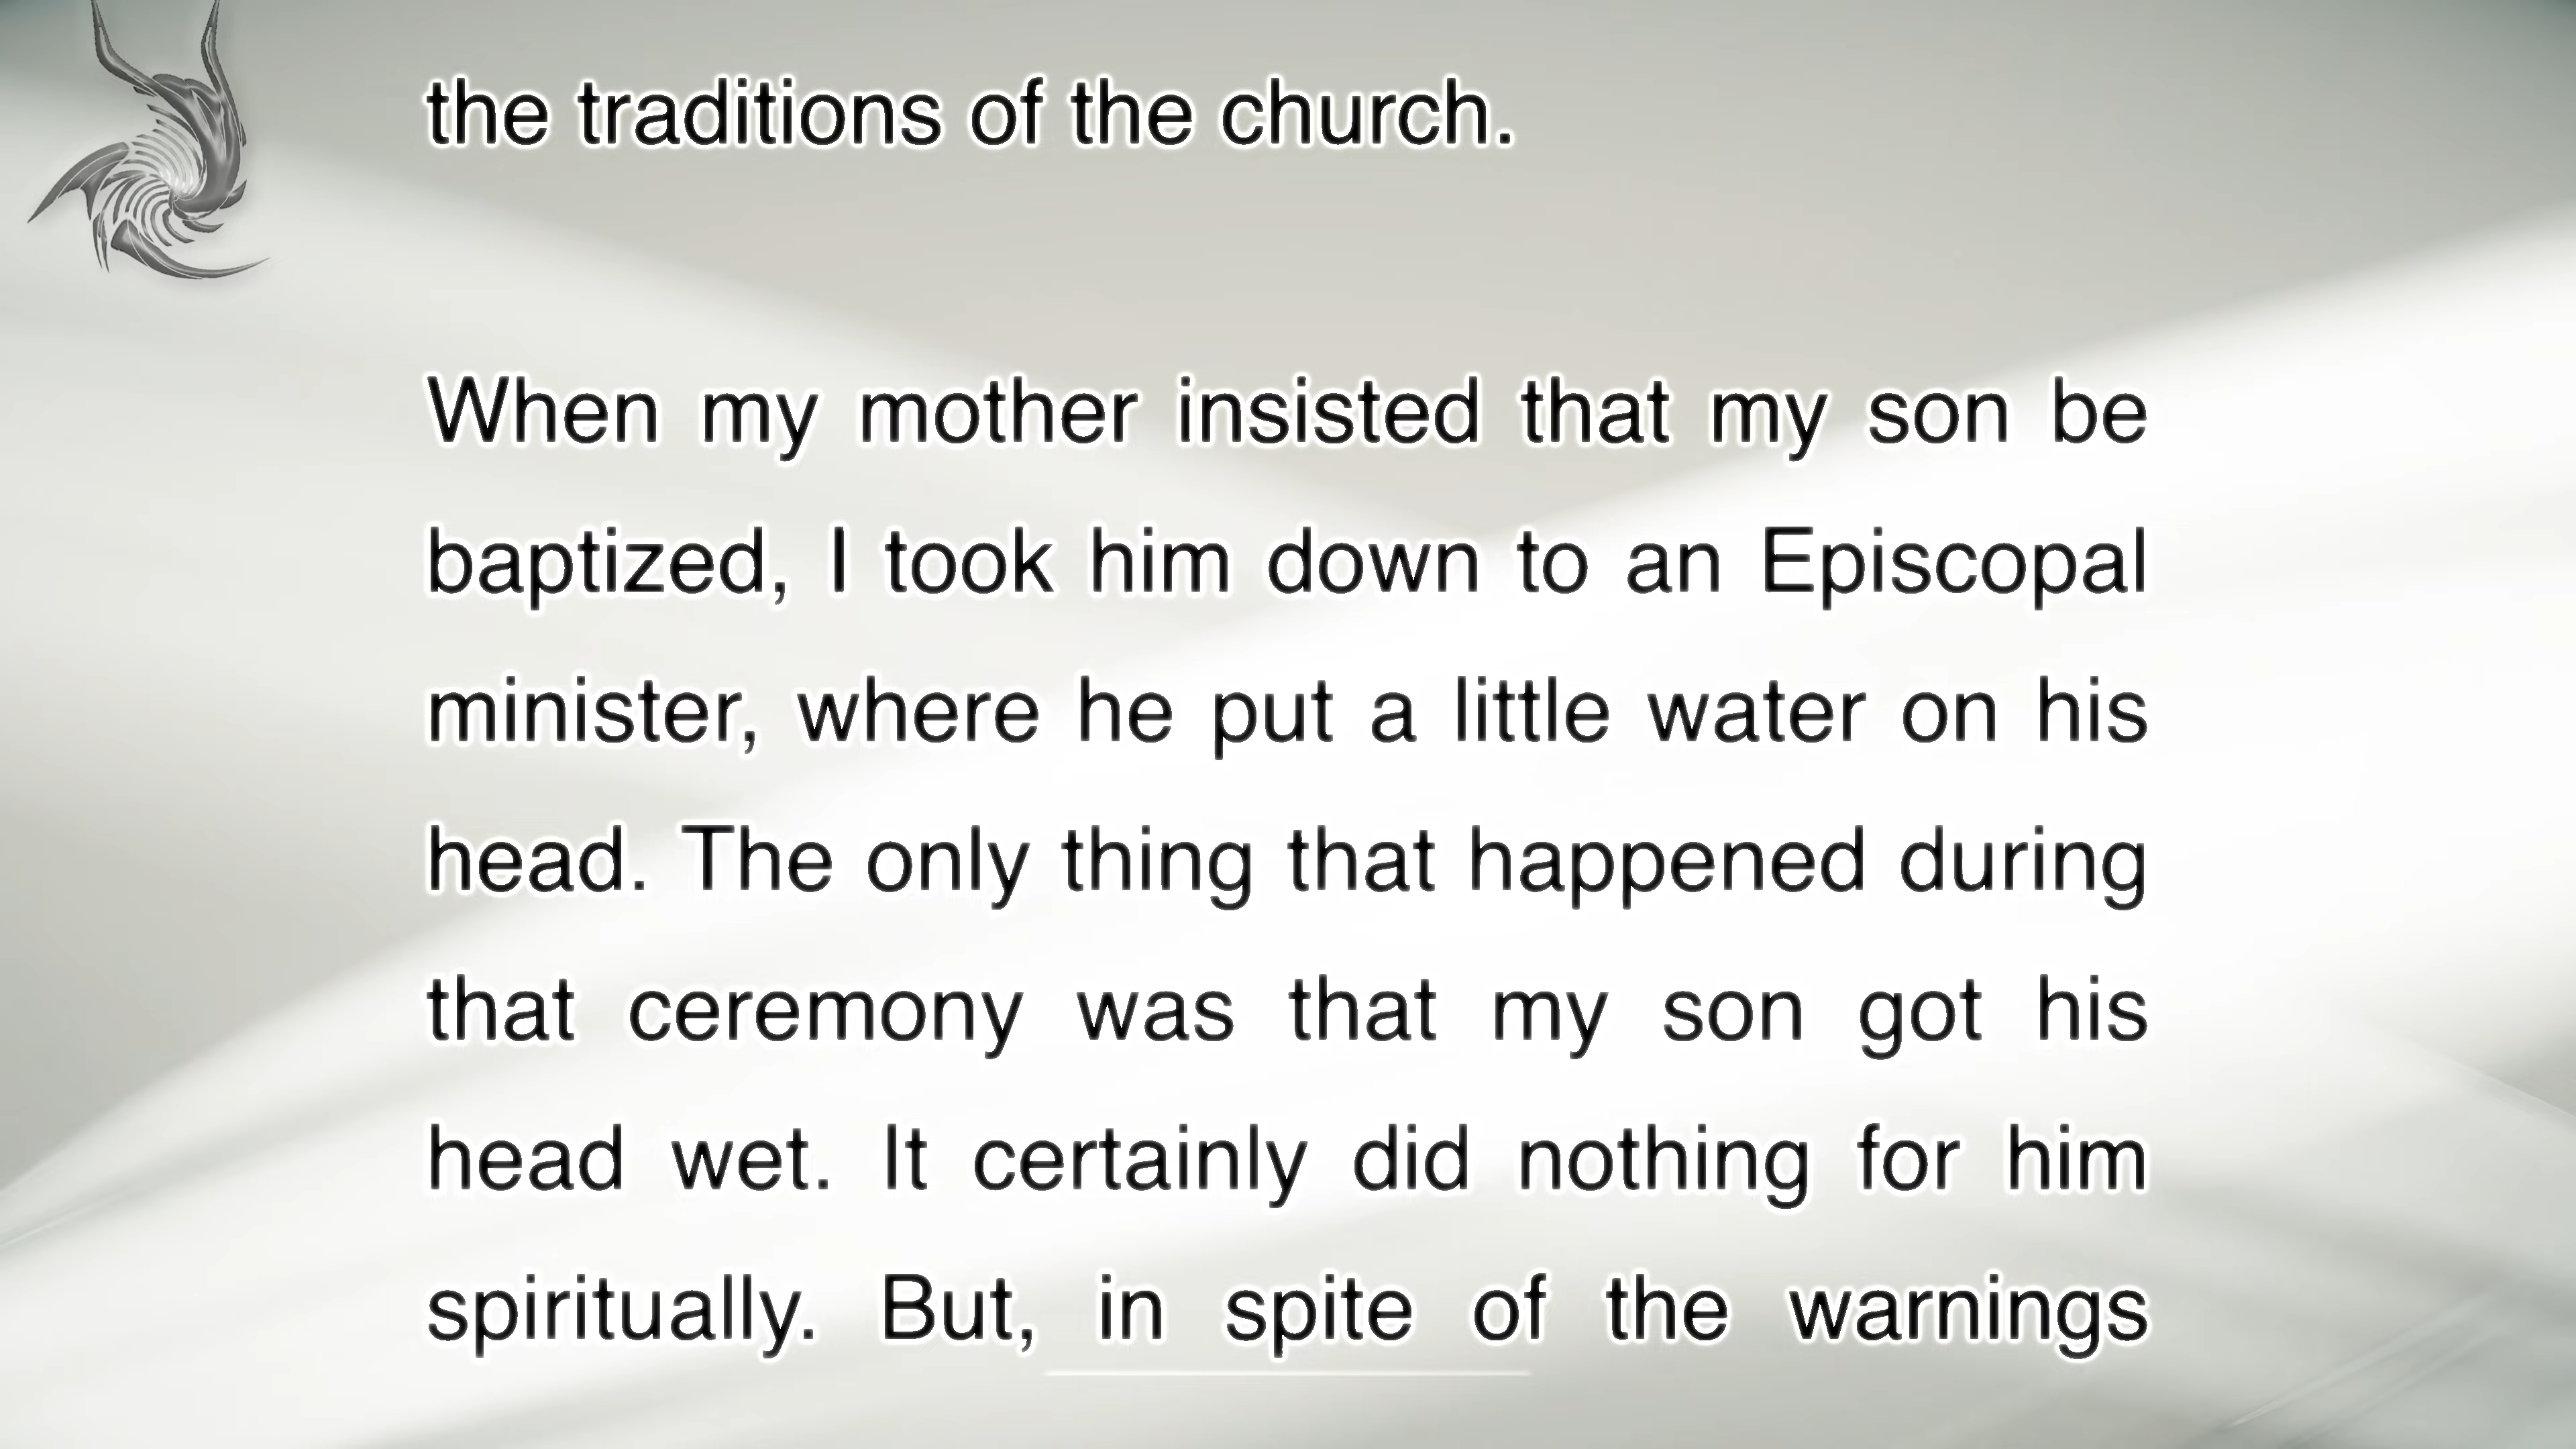 the traditions of the church.
When my mother insisted that my son be
baptized, I took him down to an Episcopal
minister, where he put a little water on his
head. The only thing that happened during
that ceremony was that my son got his
head wet. It certainly did nothing for him
spiritually. But, in spite of the warnings